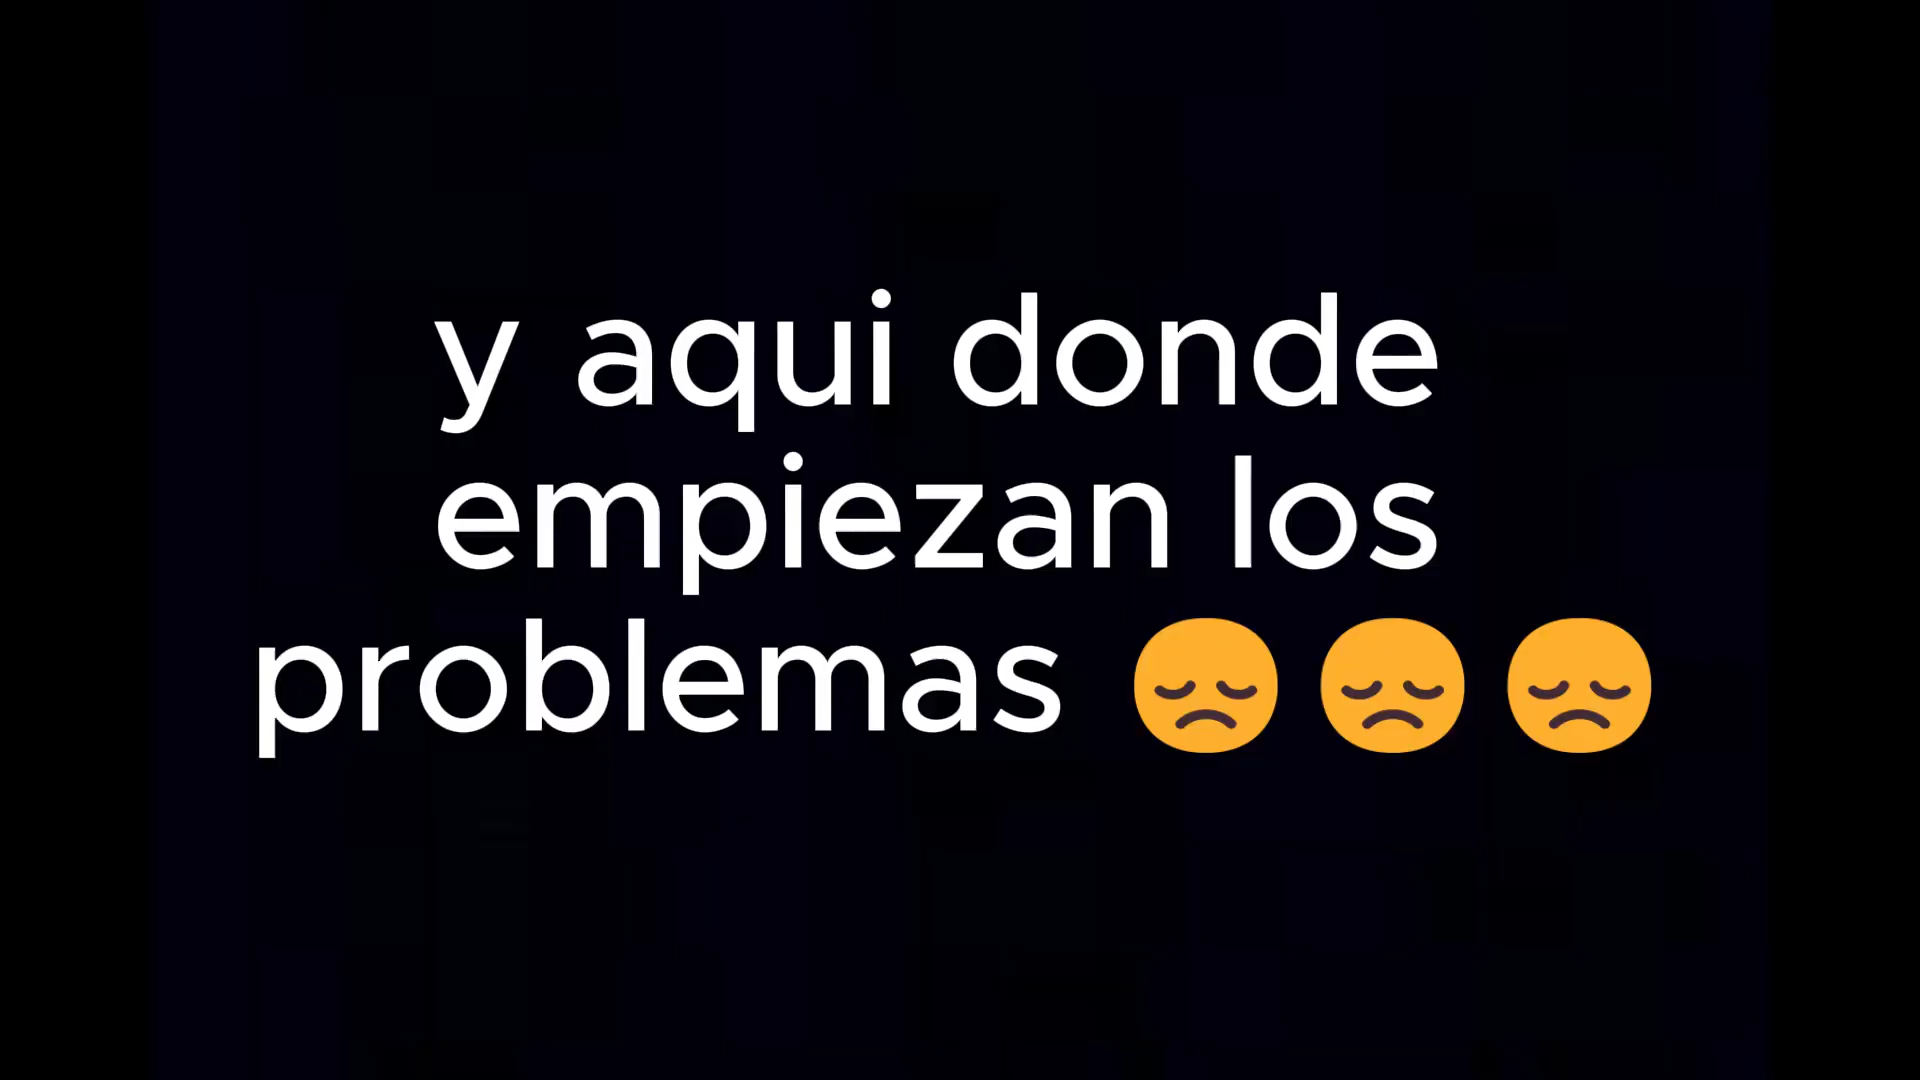 y aqui donde
empiezan los
problemas 😞 😞 😞